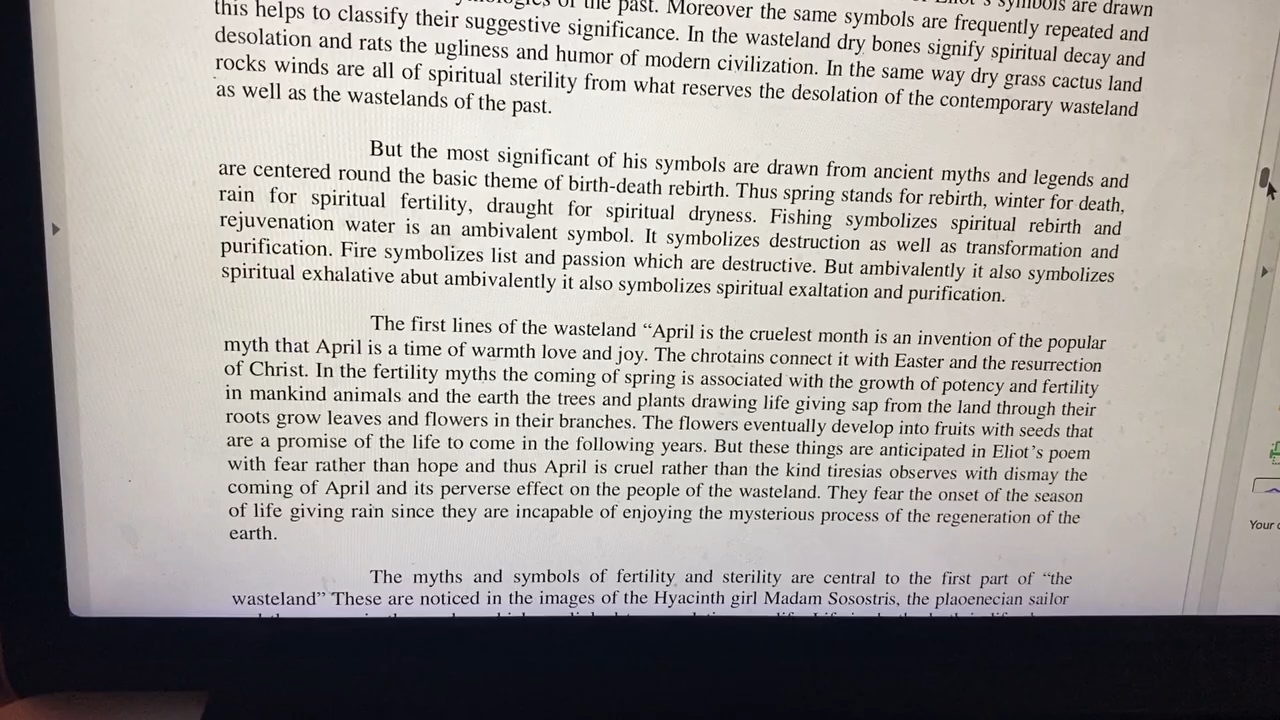 of the past. Moreover the same symbols are frequently repeated and
this helps to classify their suggestive significance. In the wasteland dry bones signify spiritual decay and
desolation and rats the ugliness and humor of modern civilization. In the same way dry grass cactus land
rocks winds are all of spiritual sterility from what reserves the desolation of the contemporary wasteland
as well as the wastelands of the past.
But the most significant of his symbols are drawn from ancient myths and legends and
are centered round the basic theme of birth-death rebirth. Thus spring stands for rebirth, winter for death,
rain for spiritual fertility, draught for spiritual dryness. Fishing symbolizes spiritual rebirth and
rejuvenation water is an ambivalent symbol. It symbolizes destruction as well as transformation and
purification. Fire symbolizes list and passion which are destructive. But ambivalently it also symbolizes
spiritual exhalative abut ambivalently it also symbolizes spiritual exaltation and purification.
The first lines of the wasteland “April is the cruelest month is an invention of the popular
myth that April is a time of warmth love and joy. The chrotains connect it with Easter and the resurrection
of Christ. In the fertility myths the coming of spring is associated with the growth of potency and fertility
in mankind animals and the earth the trees and plants drawing life giving sap from the land through their
roots grow leaves and flowers in their branches. The flowers eventually develop into fruits with seeds that
are a promise of the life to come in the following years. But these things are anticipated in Eliot’s poem
with fear rather than hope and thus April is cruel rather than the kind tiresias observes with dismay the
coming of April and its perverse effect on the people of the wasteland. They fear the onset of the season
of life giving rain since they are incapable of enjoying the mysterious process of the regeneration of the
earth.
The myths and symbols of fertility and sterility are central to the first part of “the
wasteland” These are noticed in the images of the Hyacinth girl Madam Sosostris, the plaoenecian sailor
Your